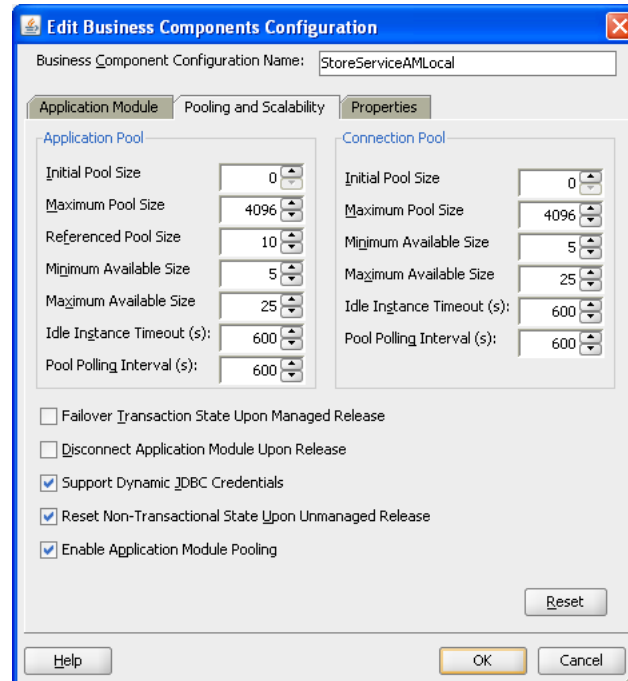 Edit Business Components Configuration
Business Component Configuration Name: StoreServiceAMLocal
Application Module Pooling and Scalability Properties
Application Pool
Initial Pool Size 0
Maximum Pool Size 4096
Referenced Pool Size 10
Minimum Available Size 5
Maximum Available Size 25
Idle Instance Timeout (s): 600
Pool Polling Interval (s): 600
Connection Pool
Initial Pool Size 0
Maximum Pool Size 4096
Minimum Available Size 5
Maximum Available Size 25
Idle Instance Timeout (s): 600
Pool Polling Interval (s): 600
Failover Transaction State Upon Managed Release
Disconnect Application Module Upon Release
Support Dynamic JDBC Credentials
Reset Non-Transactional State Upon Unmanaged Release
Enable Application Module Pooling
Reset
Help OK Cancel